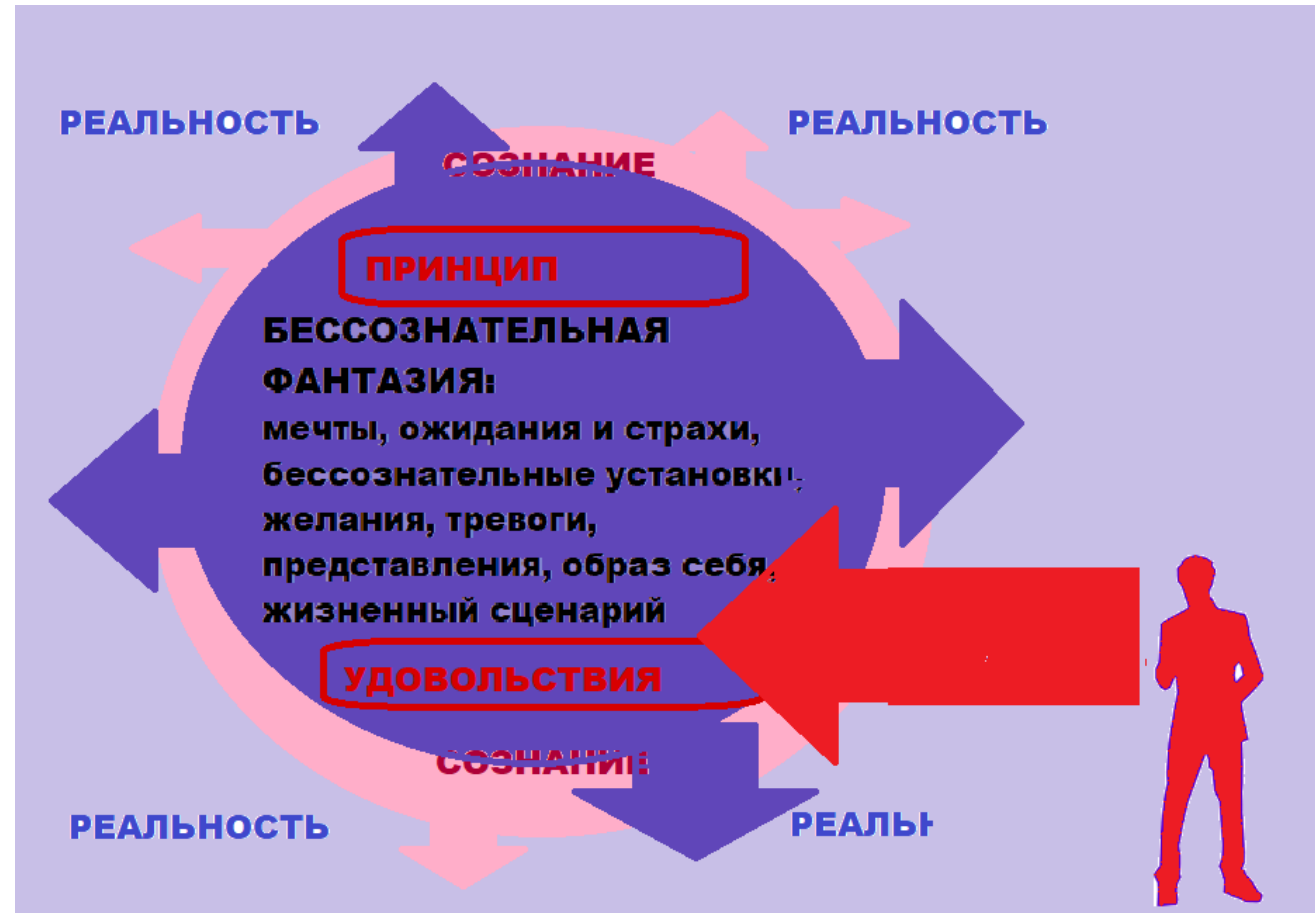 РЕАЛЬНОСТЬ
РЕАЛЬНОСТЬ
СОЗНАНИЕ
ПРИНЦИП
БЕССОЗНАТЕЛЬНАЯ
ФАНТАЗИЯ:
мечты, ожидания и страхи,
бессознательные установки,
желания, тревоги,
представления, образ себя,
жизненный сценарий
УДОВОЛЬСТВИЯ
СОЗНАНИЕ
РЕАЛЬНОСТЬ
РЕАЛЬН